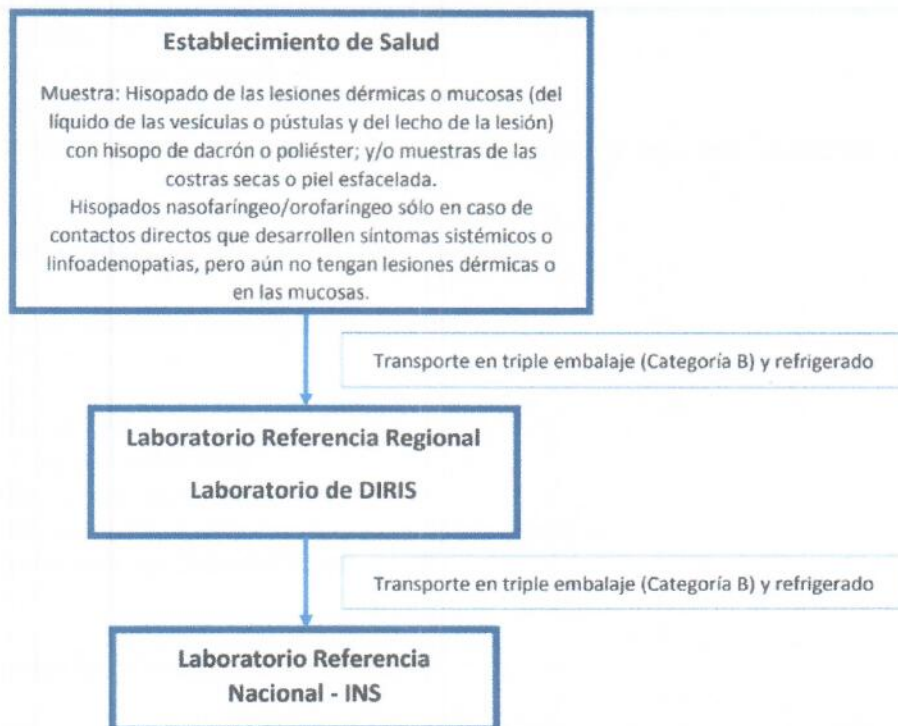 Establecimiento de Salud
Muestra: Hisopado de las lesiones dérmicas o mucosas (del
líquido de las vesículas o pústulas y del lecho de la lesión)
con hisopo de dacrón o poliéster; y/o muestras de las
costras secas o piel esfacelada.
Hisopados nasofaríngeo/orofaríngeo sólo en caso de
contactos directos que desarrollen síntomas sistémicos o
linfoadenopatias, pero aún no tengan lesiones dérmicas o
en las mucosas.
Transporte en triple embalaje (Categoría B) y refrigerado
Laboratorio Referencia Regional
Laboratorio de DIRIS
Transporte en triple embalaje (Categoría B) y refrigerado
Laboratorio Referencia
Nacional - INS